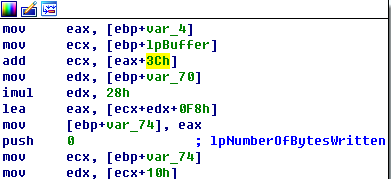 mov eax, [ebp+var_4]
mov ecx, [ebp+lpBuffer]
add ecx, [eax+3Ch]
mov edx, [ebp+var_70]
imul edx, 28h
lea eax, [ecx+edx+0F8h]
mov [ebp+var_74], eax
push 0 ; lpNumberOfBytesWritten
mov ecx, [ebp+var_74]
mov edx, [ecx+10h]